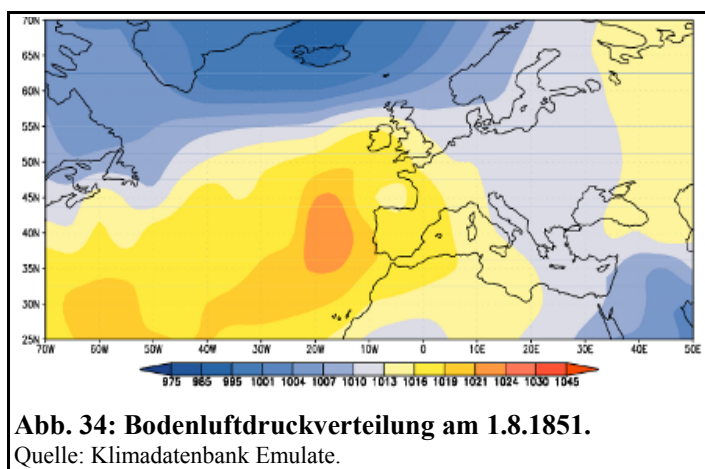 70N
60N
50N
45N
40N
35N
30N
25N
70W 60W 50W 40W 30W 20W 10W 0 10E 20E 30E 40E 50E
975 985 995 1001 1004 1007 1010 1013 1016 1019 1021 1024 1030 1045
Abb. 34: Bodenluftdruckverteilung am 1.8.1851.
Quelle: Klimadatenbank Emulate.